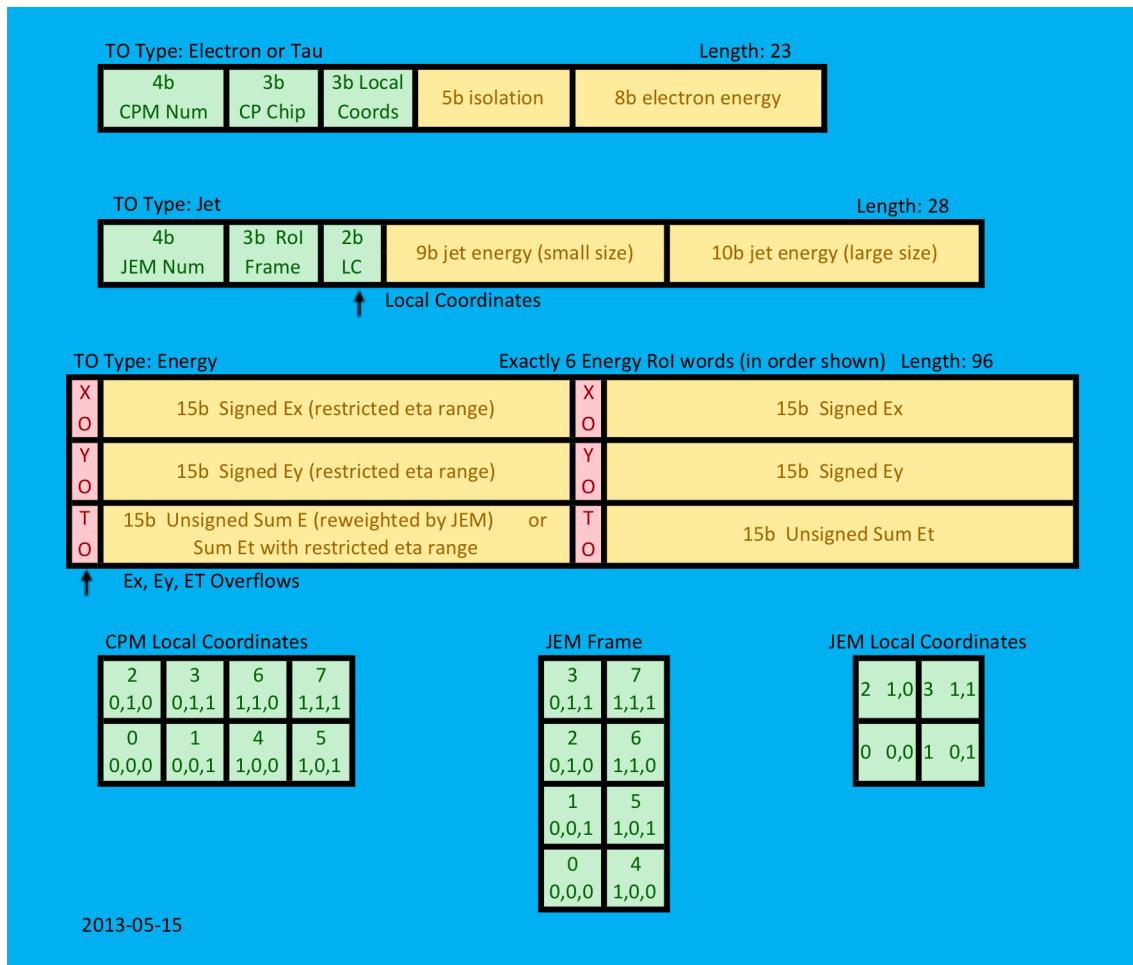 TO Type: Electron or Tau Length: 23
4b 3b 3b Local
CPM Num CP Chip Coords 5b isolation 8b electron energy
TO Type: Jet Length: 28
4b 3b RoI 2b
JEM Num Frame LC 9b jet energy (small size) 10b jet energy (large size)
Local Coordinates
TO Type: Energy Exactly 6 Energy RoI words (in order shown) Length: 96
X O 15b Signed Ex (restricted eta range) X O 15b Signed Ex
Y O 15b Signed Ey (restricted eta range) Y O 15b Signed Ey
T O 15b Unsigned Sum E (reweighted by JEM) or
Sum Et with restricted eta range T O 15b Unsigned Sum Et
Ex, Ey, ET Overflows
CPM Local Coordinates
2 3 6 7
0,1,0 0,1,1 1,1,0 1,1,1
0 1 4 5
0,0,0 0,0,1 1,0,0 1,0,1
JEM Frame
3 7
0,1,1 1,1,1
2 6
0,1,0 1,1,0
1 5
0,0,1 1,0,1
0 4
0,0,0 1,0,0
JEM Local Coordinates
2 1,0 3 1,1
0 0,0 1 0,1
2013-05-15